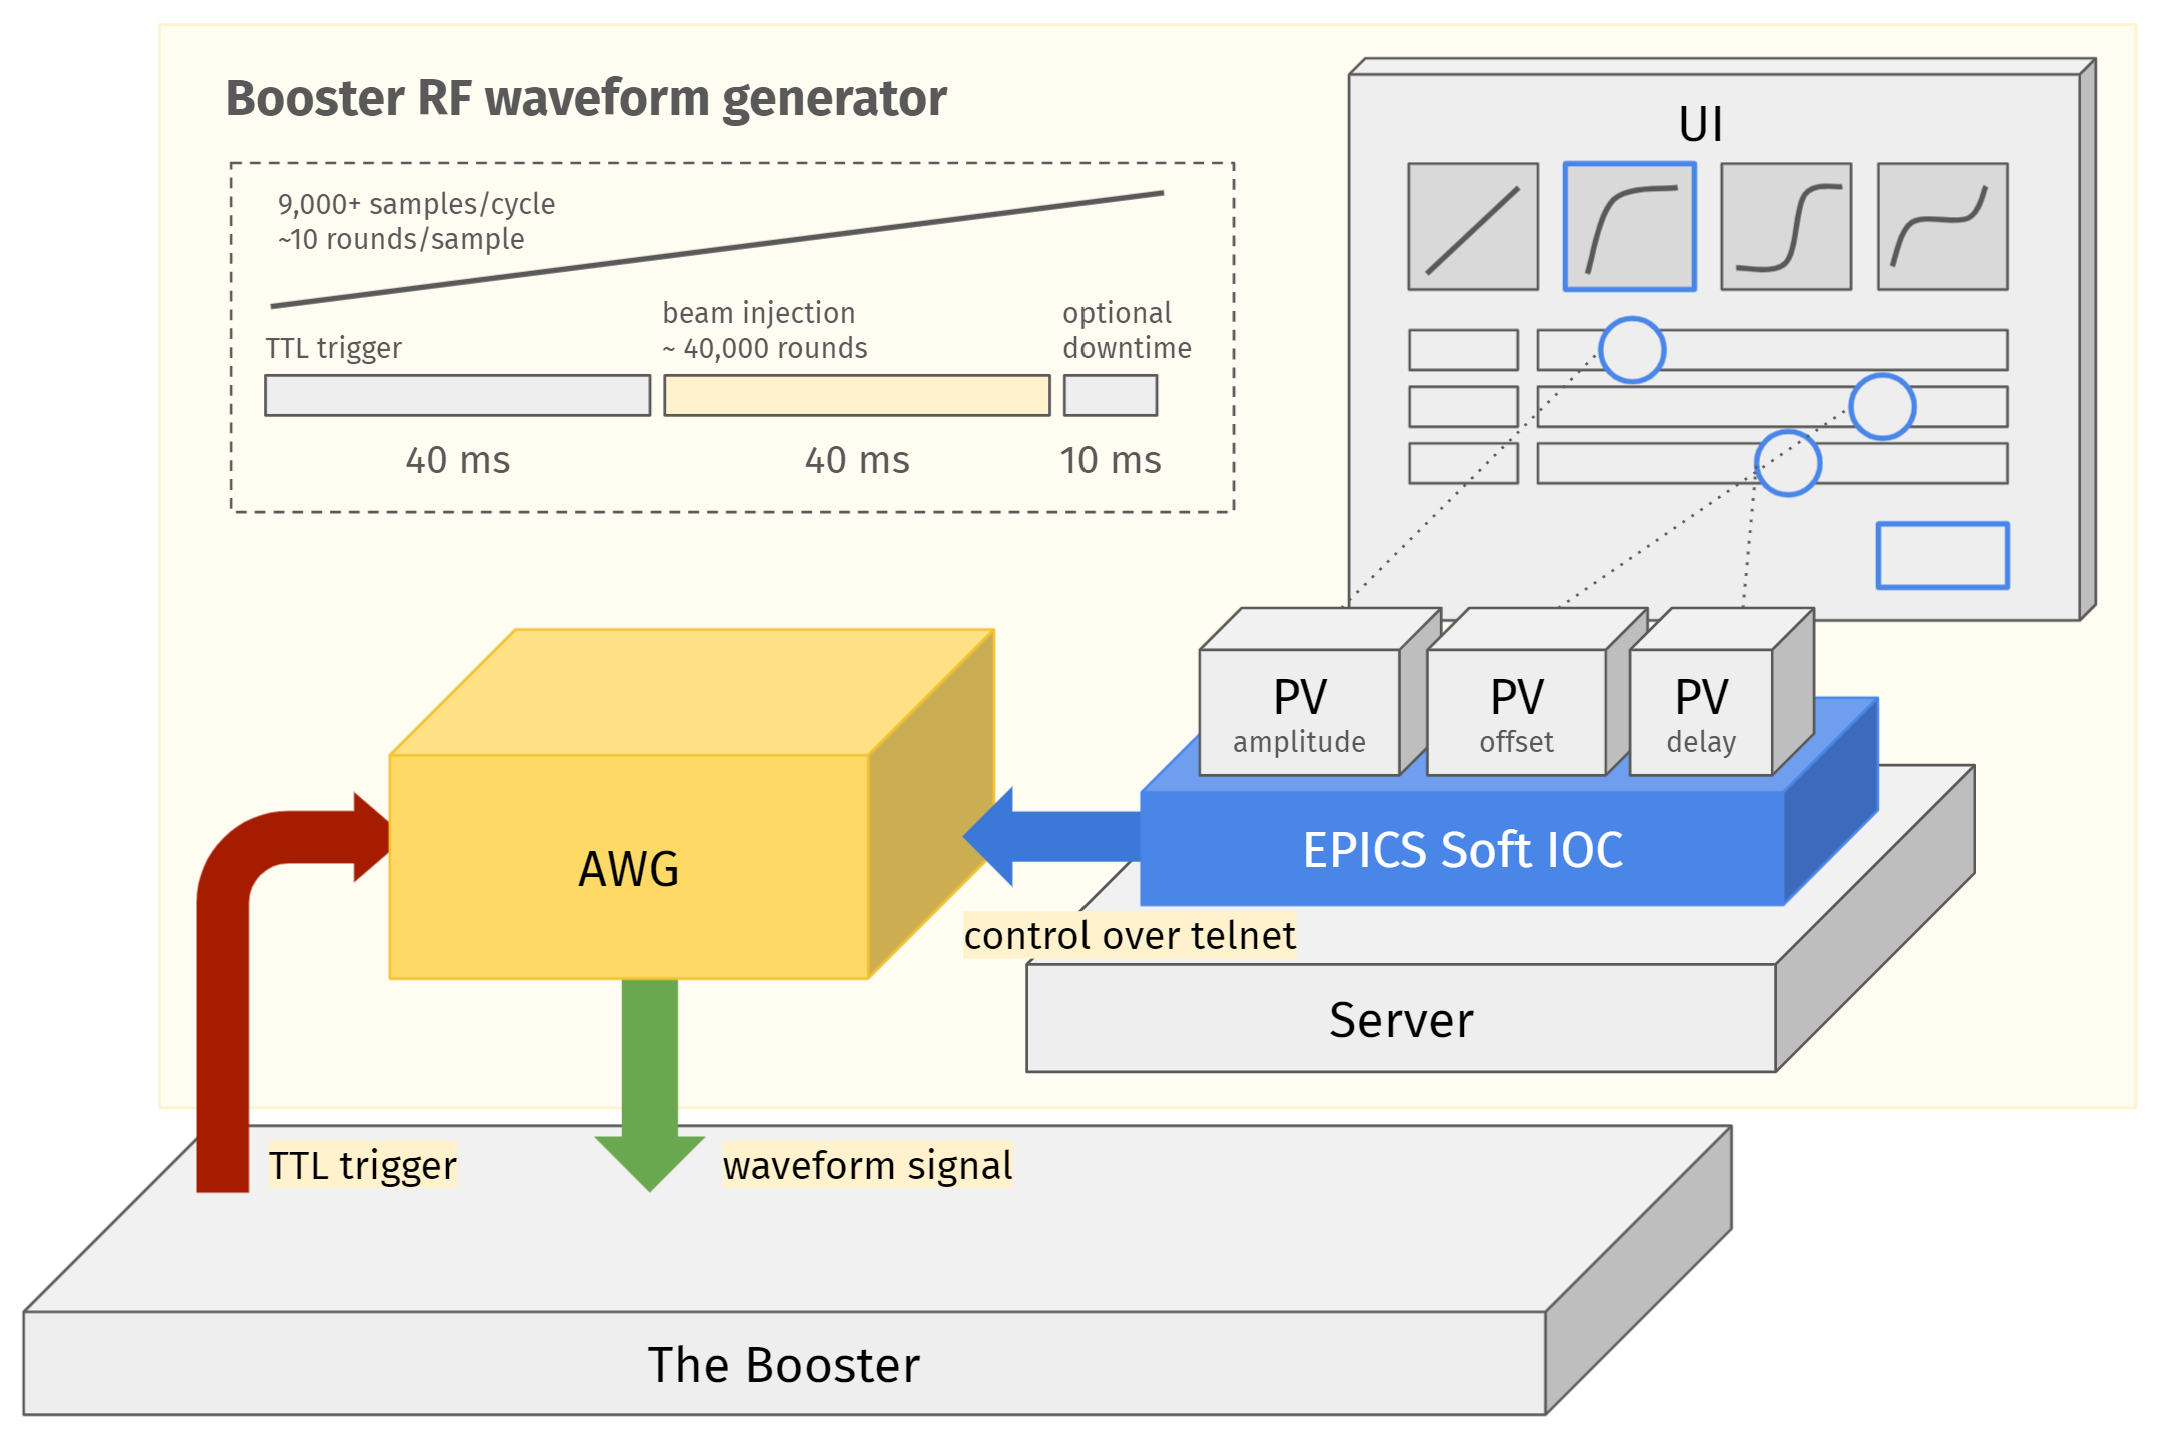 Booster RF waveform generator
9,000+ samples/cycle
~10 rounds/sample
TTL trigger
beam injection
~ 40,000 rounds
optional
downtime
40 ms
40 ms
10 ms
UI
PV
amplitude
PV
offset
PV
delay
AWG
EPICS Soft IOC
control over telnet
Server
TTL trigger
waveform signal
The Booster